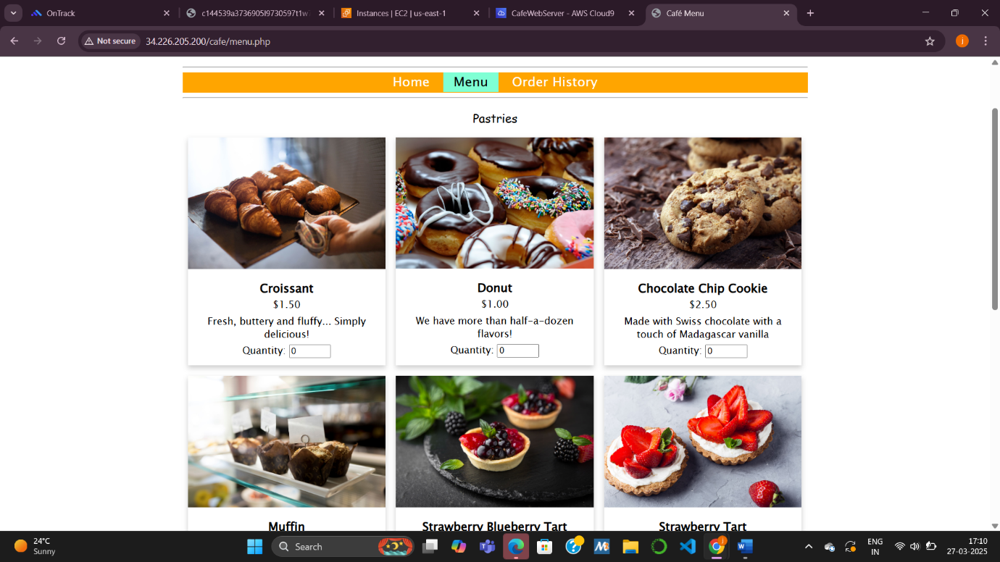 OnTrack
c144539a3736905l9730597t1w
Instances | EC2 | us-east-1
CafeWebServer - AWS Cloud9
Café Menu
Not secure
34.226.205.200/cafe/menu.php
j
Home Menu Order History
Pastries
Croissant
$1.50
Fresh, buttery and fluffy... Simply
delicious!
Quantity: 0
Donut
$1.00
We have more than half-a-dozen
flavors!
Quantity: 0
Chocolate Chip Cookie
$2.50
Made with Swiss chocolate with a
touch of Madagascar vanilla
Quantity: 0
Muffin
Strawberry Blueberry Tart
Strawberry Tart
24°C
Sunny
Search
ENG
IN
17:10
27-03-2025